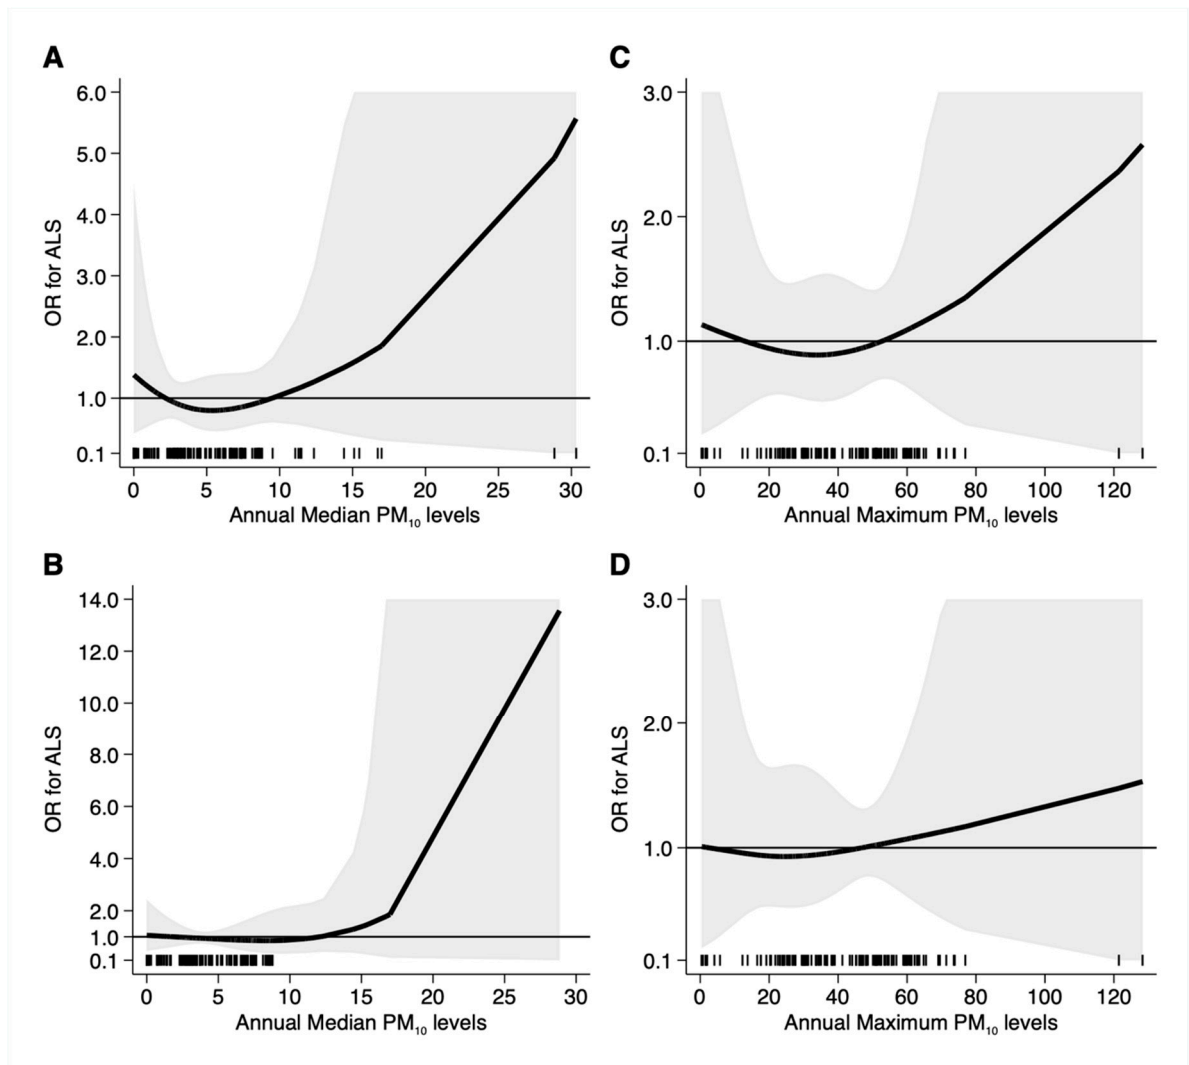 A
6.0
5.0
4.0
3.0
2.0
1.0
0.1
OR for ALS
0 5 10 15 20 25 30
Annual Median PM₁₀ levels
C
3.0
2.0
1.0
0.1
OR for ALS
0 20 40 60 80 100 120
Annual Maximum PM₁₀ levels
B
14.0
12.0
10.0
8.0
6.0
4.0
2.0
1.0
0.1
OR for ALS
0 5 10 15 20 25 30
Annual Median PM₁₀ levels
D
3.0
2.0
1.0
0.1
OR for ALS
0 20 40 60 80 100 120
Annual Maximum PM₁₀ levels